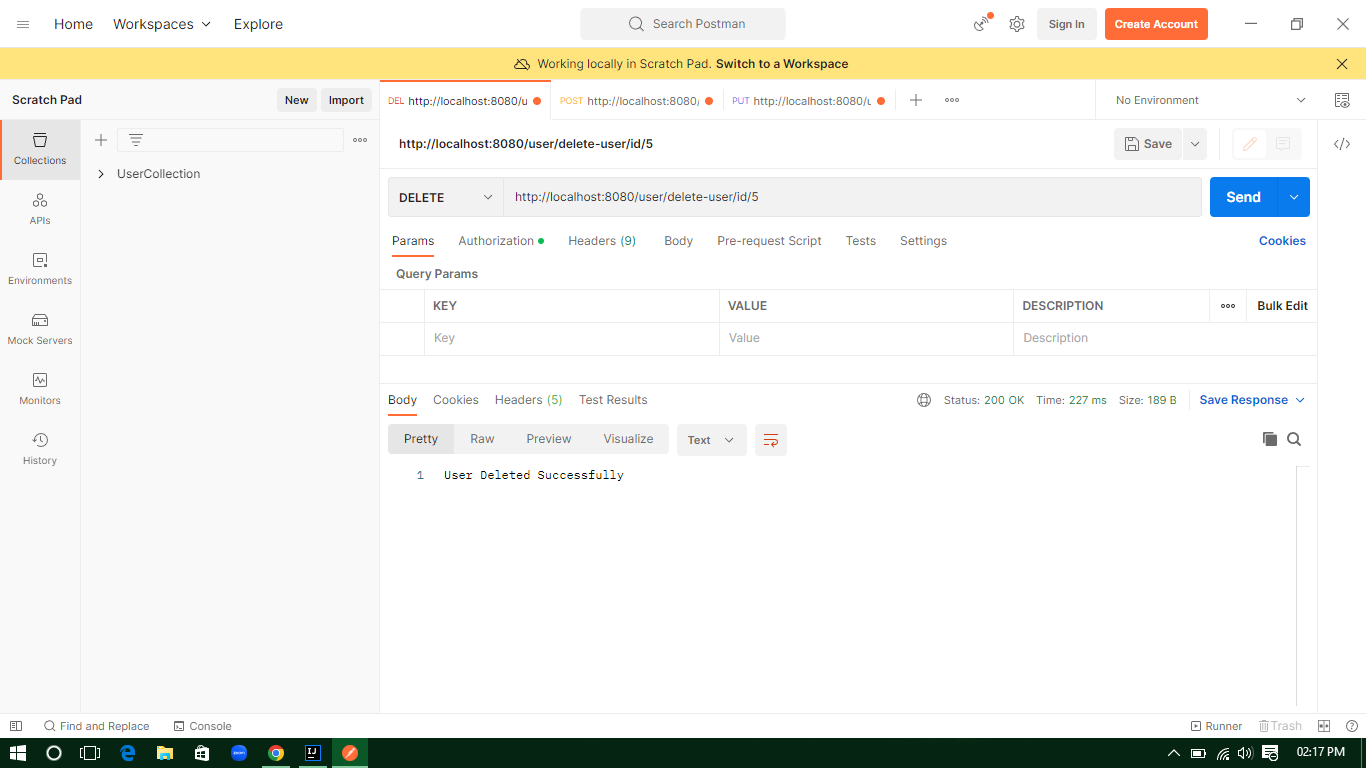 Home Workspaces Explore Search Postman Sign In Create Account
Working locally in Scratch Pad. Switch to a Workspace
Scratch Pad New Import DEL http://localhost:8080/u POST http://localhost:8080/ PUT http://localhost:8080/u No Environment
Collections
APIs
Environments
Mock Servers
Monitors
History
UserCollection
http://localhost:8080/user/delete-user/id/5 Save
DELETE http://localhost:8080/user/delete-user/id/5 Send
Params Authorization Headers (9) Body Pre-request Script Tests Settings Cookies
Query Params
KEY VALUE DESCRIPTION Bulk Edit
Key Value Description
Body Cookies Headers (5) Test Results Status: 200 OK Time: 227 ms Size: 189 B Save Response
Pretty Raw Preview Visualize Text
1 User Deleted Successfully
Find and Replace Console Runner Trash
zoom IJ 02:17 PM